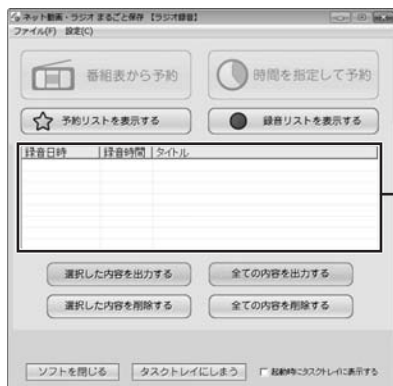 ネット動画・ラジオ まるごと保存 【ラジオ録音】
ファイル(F) 設定(C)
番組表から予約 時間を指定して予約
予約リストを表示する 録音リストを表示する
録音日時 録音時間 タイトル
選択した内容を出力する 全ての内容を出力する
選択した内容を削除する 全ての内容を削除する
ソフトを閉じる タスクトレイにしまう 起動時にタスクトレイに表示する